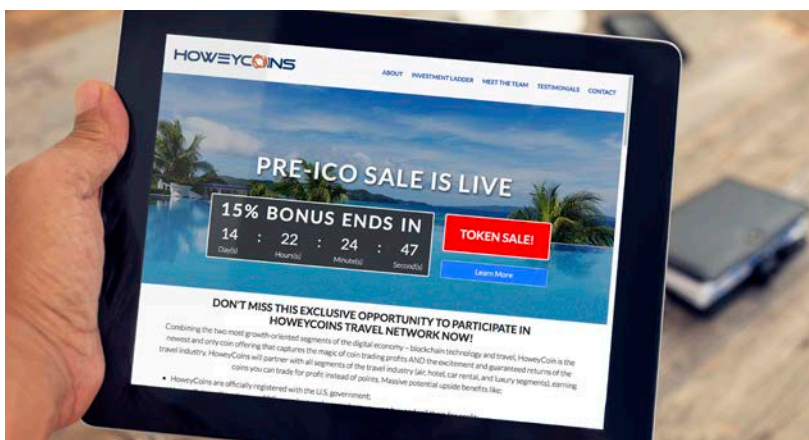 HOWEYCOINS
ABOUT INVESTMENT LADDER MEET THE TEAM TESTIMONIALS CONTACT
PRE-ICO SALE IS LIVE
15% BONUS ENDS IN
14 : 22 : 24 : 47
Day(s) Hours(s) Minute(s) Second(s)
TOKEN SALE!
Learn More
DON'T MISS THIS EXCLUSIVE OPPORTUNITY TO PARTICIPATE IN
HOWEYCOINS TRAVEL NETWORK NOW!
Combining the two most growth-oriented segments of the digital economy – blockchain technology and travel, HoweyCoin is the
newest and only coin offering that captures the magic of coin trading profits AND the excitement and guaranteed returns of the
travel industry. HoweyCoins will partner with all segments of the travel industry (air, hotel, car rental, and luxury segments), earning
coins you can trade for profit instead of points. Massive potential upside benefits like:
• HoweyCoins are officially registered with the U.S. government;